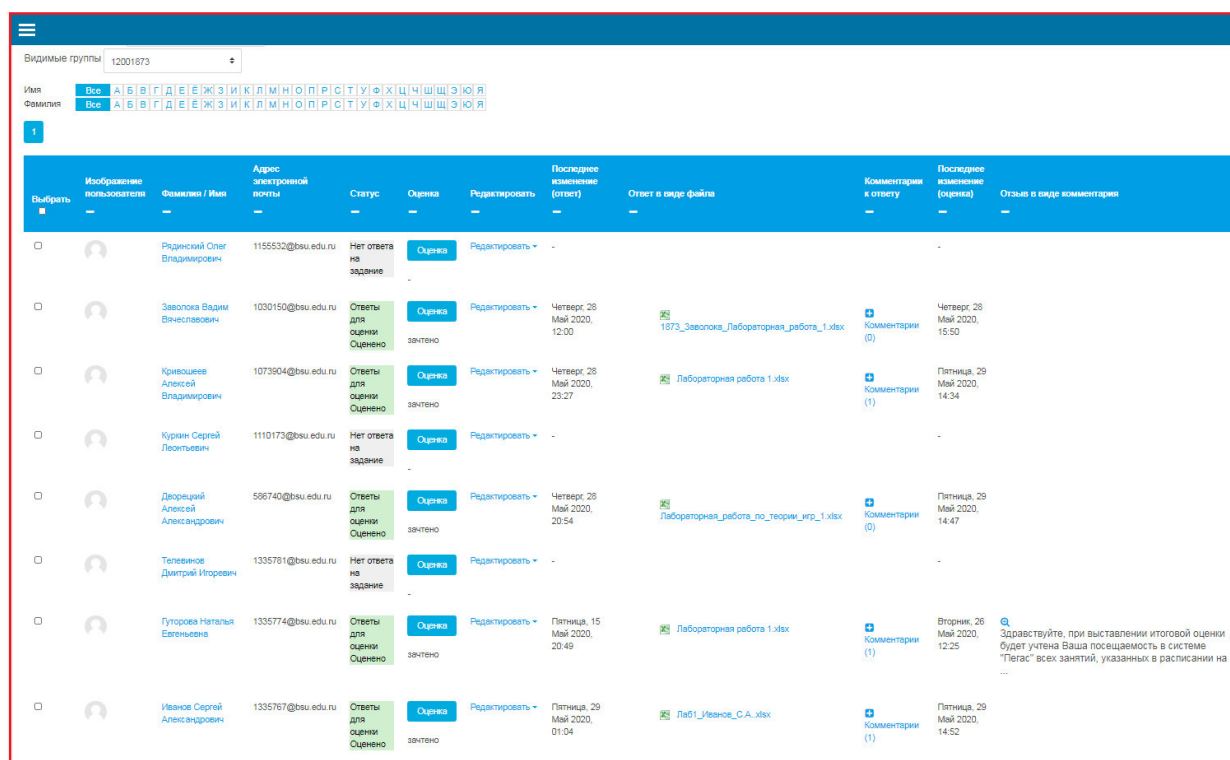 Видимые группы 12001873
Имя Все А Б В Г Д Е Ё Ж З И К Л М Н О П Р С Т У Ф Х Ц Ч Ш Щ Э Ю Я
Фамилия Все А Б В Г Д Е Ё Ж З И К Л М Н О П Р С Т У Ф Х Ц Ч Ш Щ Э Ю Я
1
Выбрать
Изображение
пользователя
Фамилия / Имя
Адрес
электронной
почты
Статус
Оценка
Редактировать
Последнее
изменение
(ответ)
Ответ в виде файла
Комментарии
к ответу
Последнее
изменение
(оценка)
Отзыв в виде комментария
Рядинский Олег
Владимирович
1155532@bsu.edu.ru
Нет ответа
на
задание
Оценка
-
Редактировать
-
-
Заволока Вадим
Вячеславович
1030150@bsu.edu.ru
Ответы
для
оценки
Оценено
Оценка
зачтено
Редактировать
Четверг, 28
Май 2020,
12:00
1873_Заволока_Лабораторная_работа_1.xlsx
Комментарии
(0)
Четверг, 28
Май 2020,
15:50
Кривошеев
Алексей
Владимирович
1073904@bsu.edu.ru
Ответы
для
оценки
Оценено
Оценка
зачтено
Редактировать
Четверг, 28
Май 2020,
23:27
Лабораторная работа 1.xlsx
Комментарии
(1)
Пятница, 29
Май 2020,
14:34
Куркин Сергей
Леонтьевич
1110173@bsu.edu.ru
Нет ответа
на
задание
Оценка
-
Редактировать
-
-
Дворецкий
Алексей
Александрович
586740@bsu.edu.ru
Ответы
для
оценки
Оценено
Оценка
зачтено
Редактировать
Четверг, 28
Май 2020,
20:54
Лабораторная_работа_по_теории_игр_1.xlsx
Комментарии
(0)
Пятница, 29
Май 2020,
14:47
Телевинов
Дмитрий Игоревич
1335781@bsu.edu.ru
Нет ответа
на
задание
Оценка
-
Редактировать
-
-
Гуторова Наталья
Евгеньевна
1335774@bsu.edu.ru
Ответы
для
оценки
Оценено
Оценка
зачтено
Редактировать
Пятница, 15
Май 2020,
20:49
Лабораторная работа 1.xlsx
Комментарии
(1)
Вторник, 26
Май 2020,
12:25
Здравствуйте, при выставлении итоговой оценки
будет учтена Ваша посещаемость в системе
"Пегас" всех занятий, указанных в расписании на
...
Иванов Сергей
Александрович
1335767@bsu.edu.ru
Ответы
для
оценки
Оценено
Оценка
зачтено
Редактировать
Пятница, 29
Май 2020,
01:04
Лаб1_Иванов_С.А..xlsx
Комментарии
(1)
Пятница, 29
Май 2020,
14:52